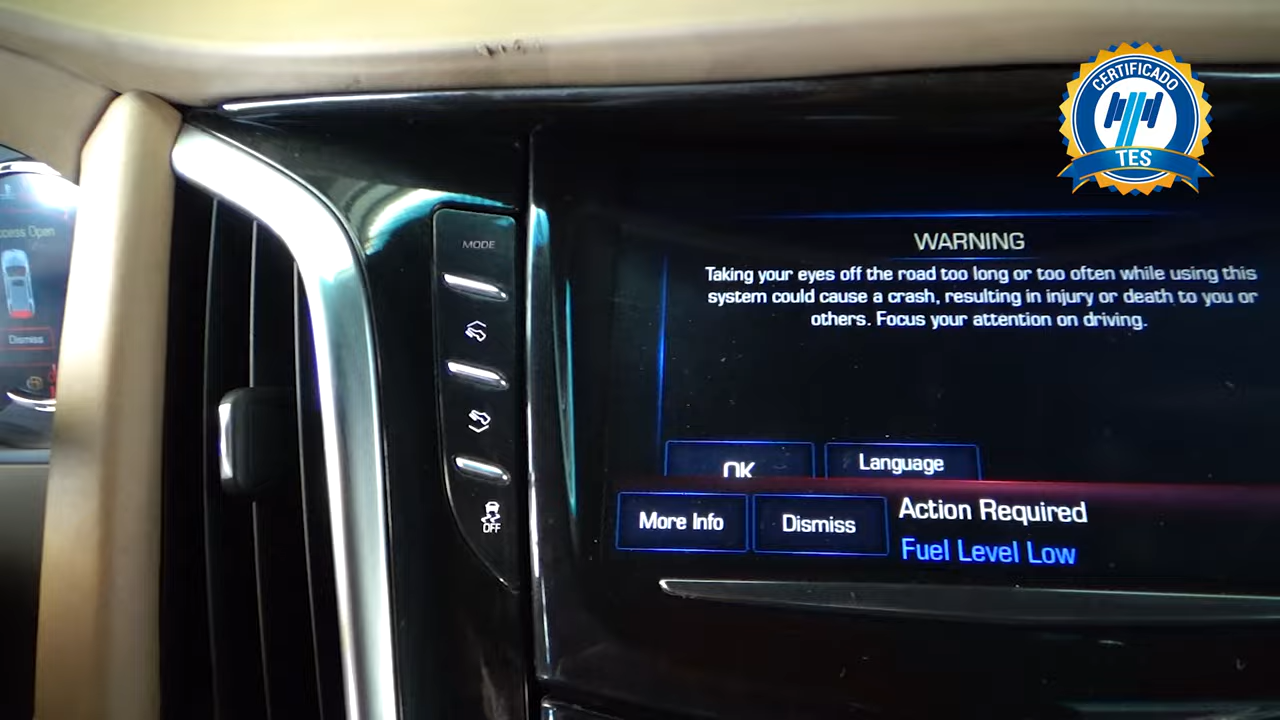 CERTIFICADO
TES
MODE
WARNING
Taking your eyes off the road too long or too often while using this
system could cause a crash, resulting in injury or death to you or
others. Focus your attention on driving.
OK
Language
More Info
Dismiss
Action Required
Fuel Level Low
OFF
Open
Dismiss